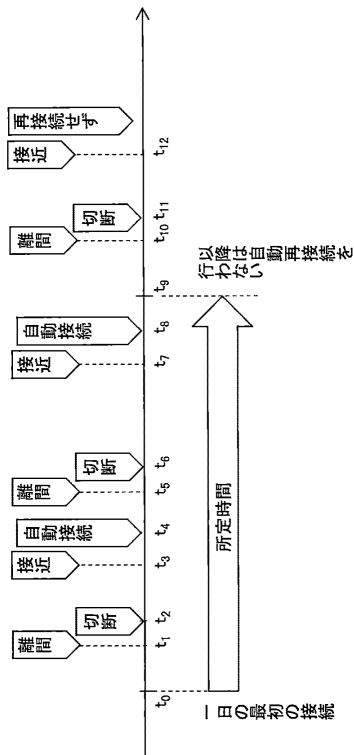 離間
切断
接近
自動接続
離間
切断
接近
自動接続
離間
切断
接近
再接続せず
t0
t1
t2
t3
t4
t5
t6
t7
t8
t9
t10
t11
t12
所定時間
一日の最初の接続
以降は自動再接続を
行わない